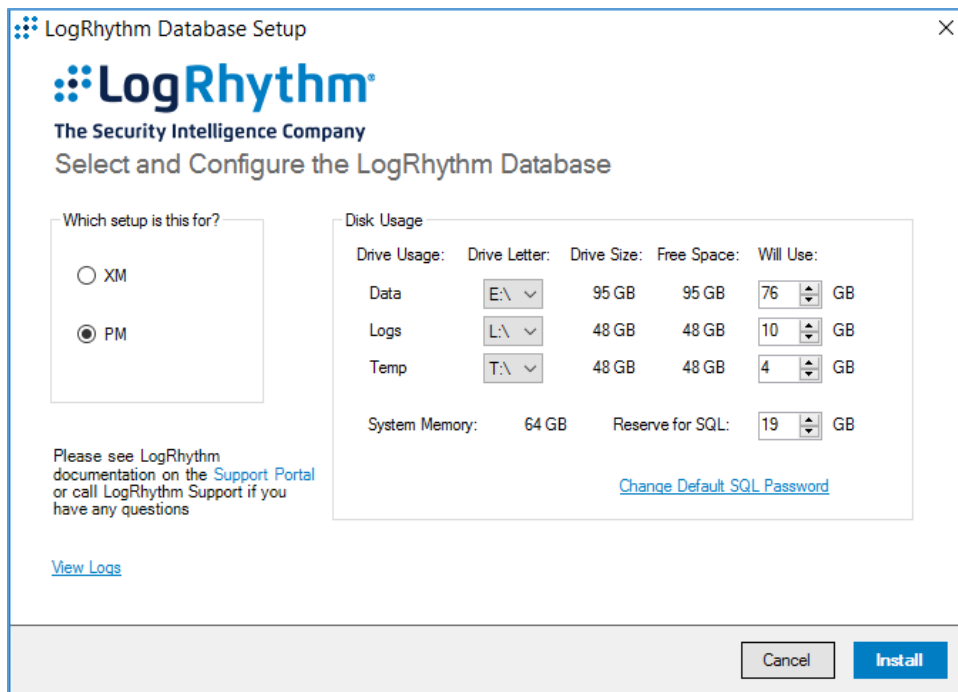 LogRhythm Database Setup
LogRhythm®
The Security Intelligence Company
Select and Configure the LogRhythm Database
Which setup is this for?
XM
PM
Please see LogRhythm
documentation on the Support Portal
or call LogRhythm Support if you
have any questions
View Logs
Disk Usage
Drive Usage: Drive Letter: Drive Size: Free Space: Will Use:
Data E:\ 95 GB 95 GB 76 GB
Logs L:\ 48 GB 48 GB 10 GB
Temp T:\ 48 GB 48 GB 4 GB
System Memory: 64 GB Reserve for SQL: 19 GB
Change Default SQL Password
Cancel Install